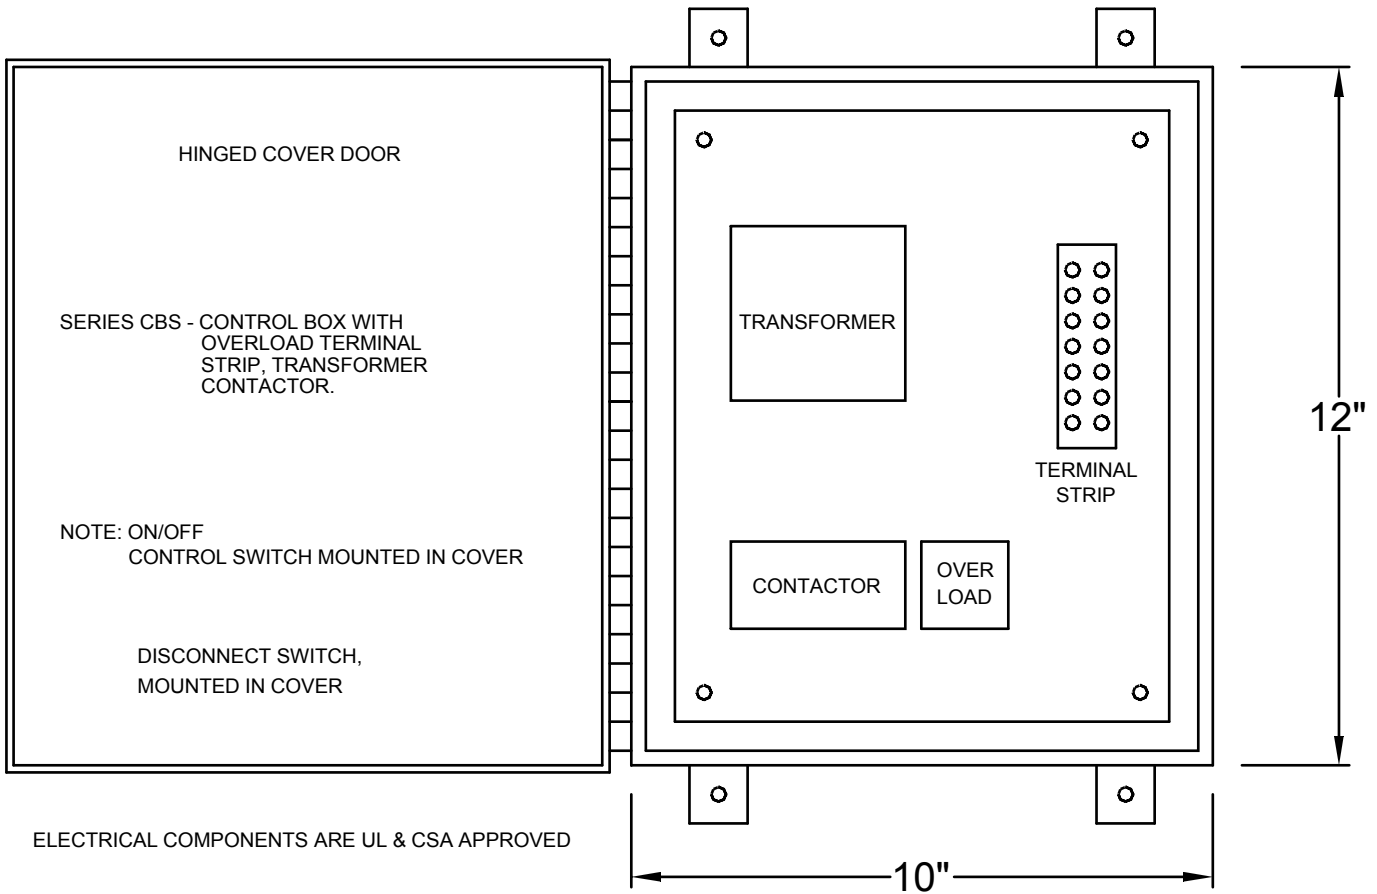 HINGED COVER DOOR
SERIES CBS - CONTROL BOX WITH
OVERLOAD TERMINAL
STRIP, TRANSFORMER
CONTACTOR.
NOTE: ON/OFF
CONTROL SWITCH MOUNTED IN COVER
DISCONNECT SWITCH,
MOUNTED IN COVER
ELECTRICAL COMPONENTS ARE UL & CSA APPROVED
TRANSFORMER
TERMINAL
STRIP
CONTACTOR
OVER
LOAD
12"
10"